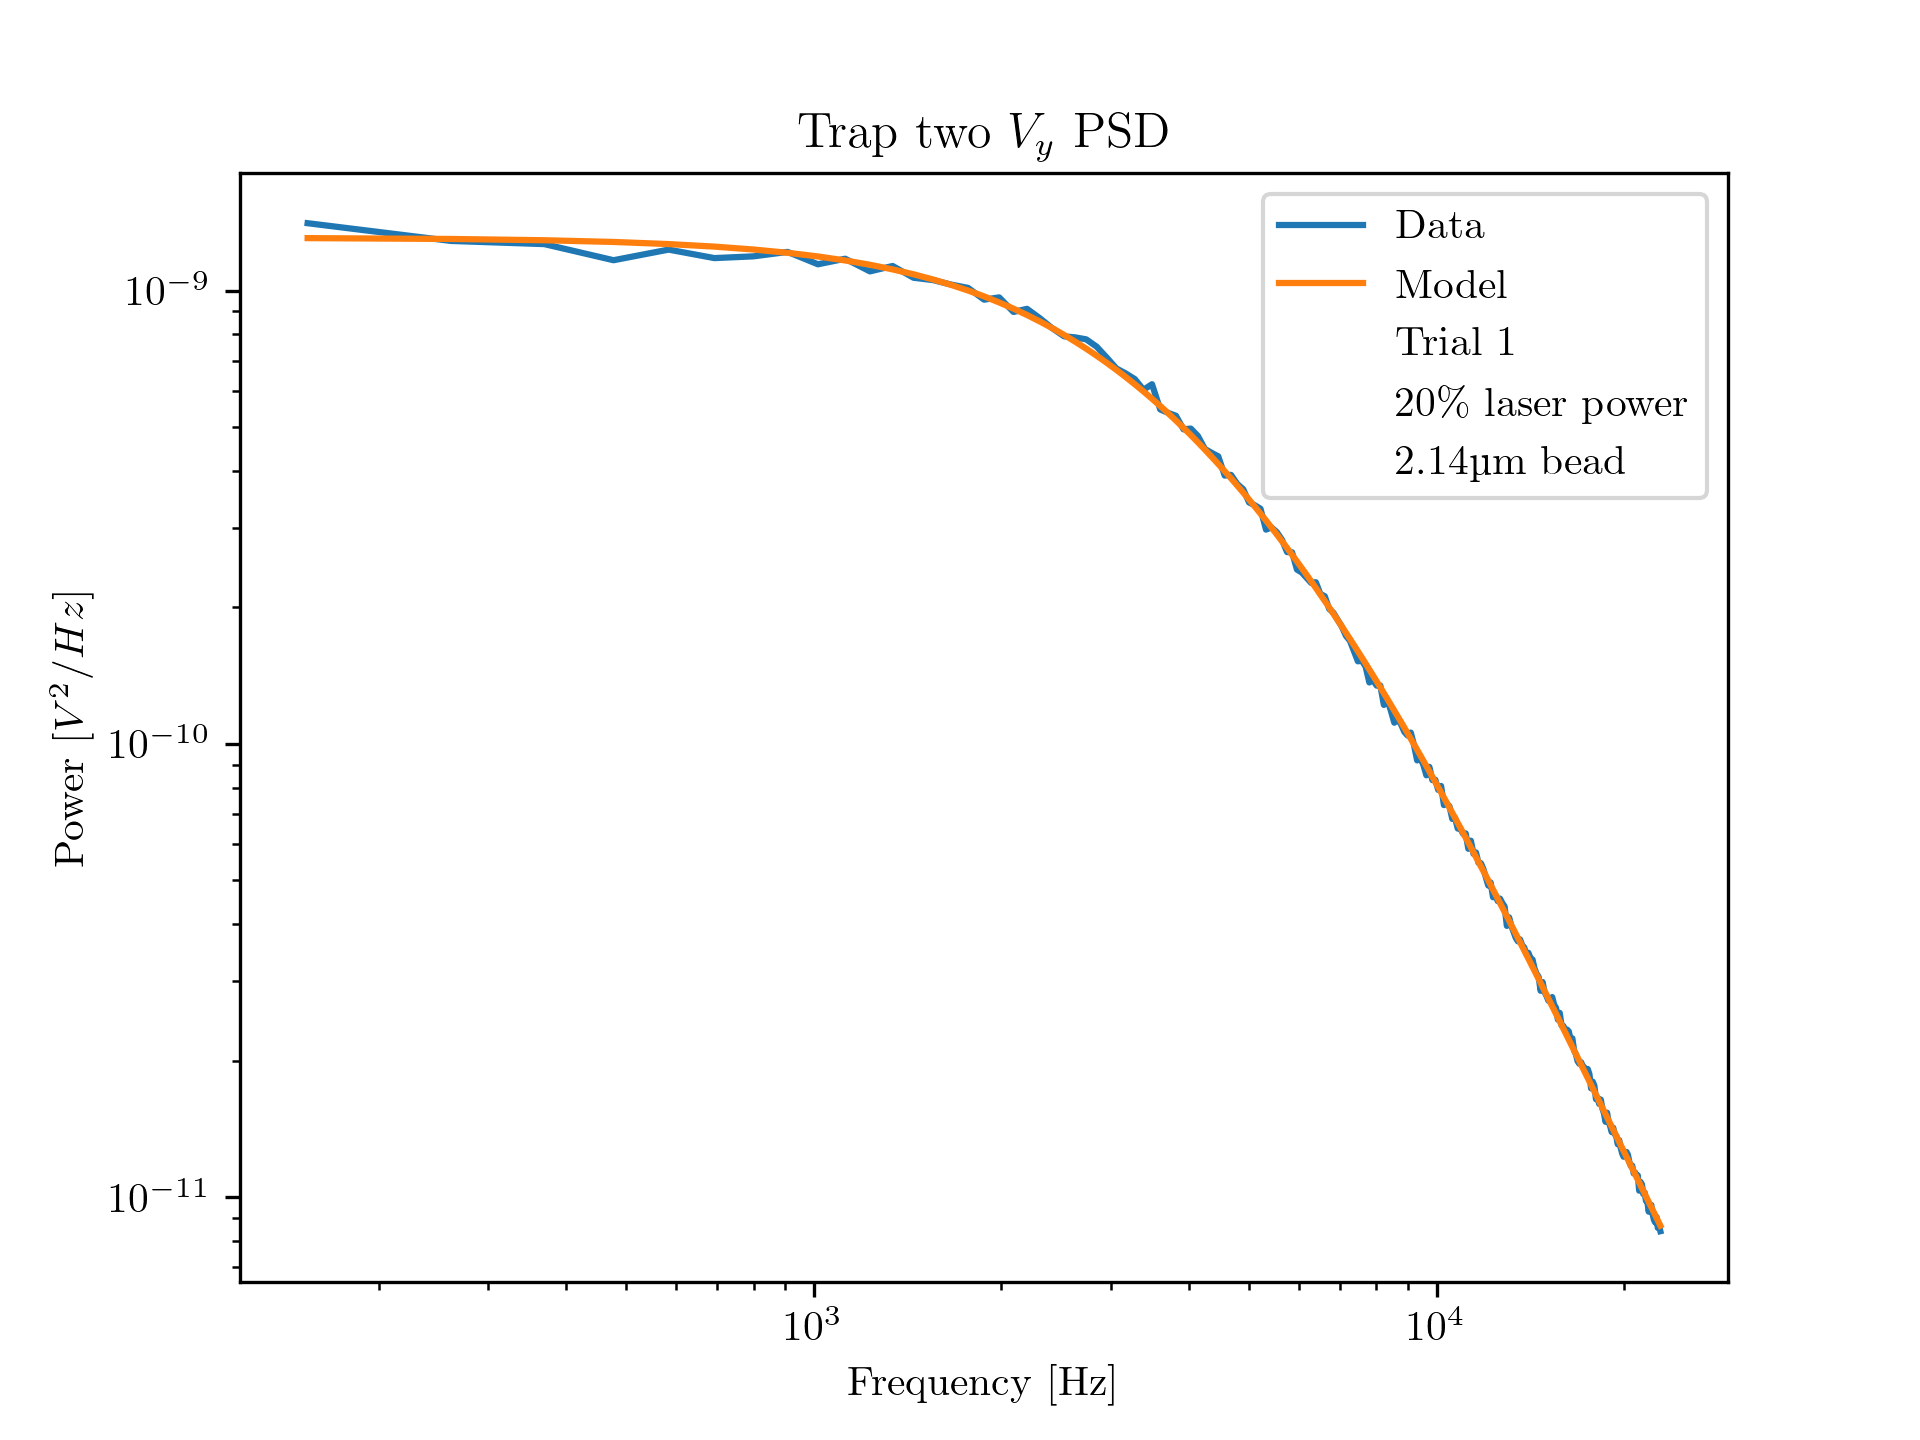 Trap two $V_y$ PSD
Data
Model
Trial 1
20% laser power
2.14µm bead
Power [$V^2/Hz$]
$10^{-9}$
$10^{-10}$
$10^{-11}$
$10^3$ $10^4$
Frequency [Hz]